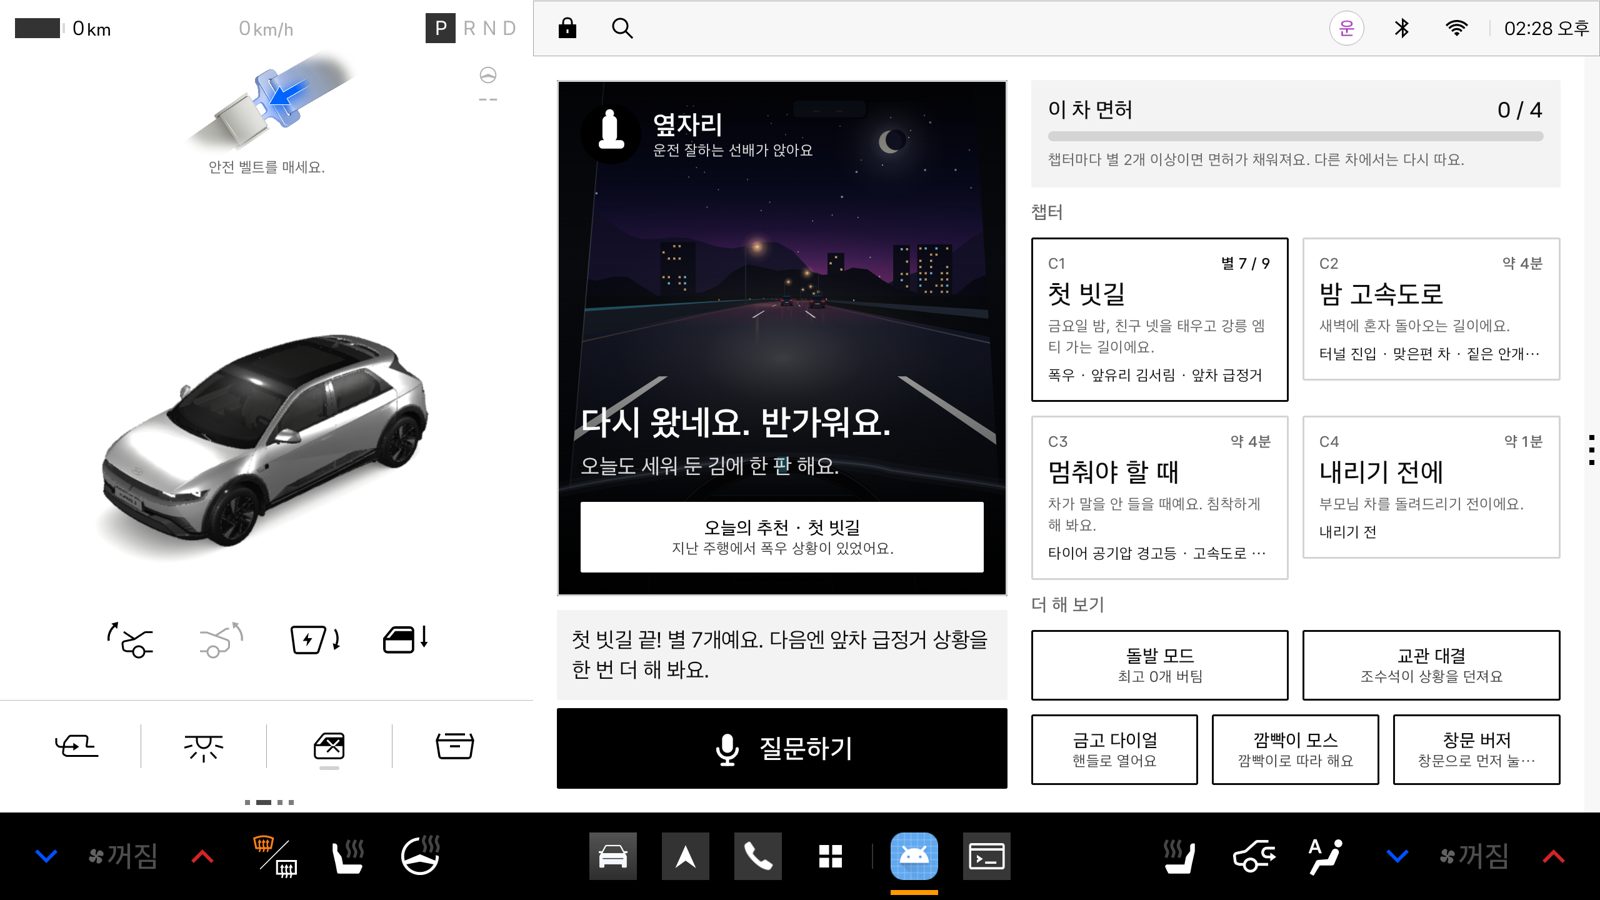 0 km
0 km/h
P R N D
운
02:28 오후
안전 벨트를 매세요.
옆자리
운전 잘하는 선배가 앉아요
다시 왔네요. 반가워요.
오늘도 세워 둔 김에 한 판 해요.
오늘의 추천 · 첫 빗길
지난 주행에서 폭우 상황이 있었어요.
첫 빗길 끝! 별 7개예요. 다음엔 앞차 급정거 상황을
한 번 더 해 봐요.
질문하기
이 차 면허
0 / 4
챕터마다 별 2개 이상이면 면허가 채워져요. 다른 차에서는 다시 따요.
챕터
C1
별 7 / 9
첫 빗길
금요일 밤, 친구 넷을 태우고 강릉 엠
티 가는 길이에요.
폭우 · 앞유리 김서림 · 앞차 급정거
C2
약 4분
밤 고속도로
새벽에 혼자 돌아오는 길이에요.
터널 진입 · 맞은편 차 · 짙은 안개…
C3
약 4분
멈춰야 할 때
차가 말을 안 들을 때예요. 침착하게
해 봐요.
타이어 공기압 경고등 · 고속도로 …
C4
약 1분
내리기 전에
부모님 차를 돌려드리기 전이에요.
내리기 전
더 해 보기
돌발 모드
최고 0개 버팀
교관 대결
조수석이 상황을 던져요
금고 다이얼
핸들로 열어요
깜빡이 모스
깜빡이로 따라 해요
창문 버저
창문으로 먼저 눌…
꺼짐
A
꺼짐